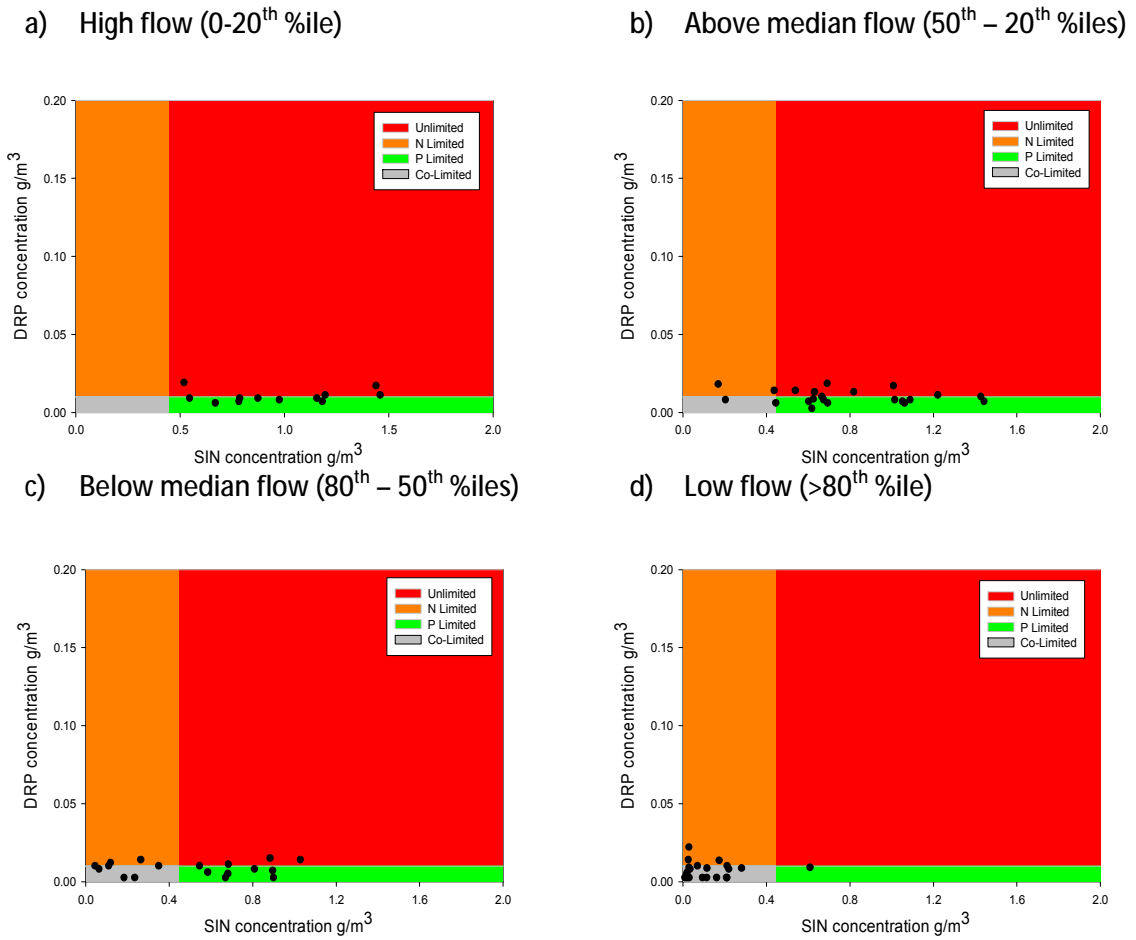 a) High flow (0-20th %ile)
b) Above median flow (50th – 20th %iles)
0.20
0.15
0.10
0.05
0.00
DRP concentration g/m3
Unlimited
N Limited
P Limited
Co-Limited
0.0 0.5 1.0 1.5 2.0
SIN concentration g/m3
0.20
0.15
0.10
0.05
0.00
DRP concentration g/m3
Unlimited
N Limited
P Limited
Co-Limited
0.0 0.4 0.8 1.2 1.6 2.0
SIN concentration g/m3
c) Below median flow (80th – 50th %iles)
d) Low flow (>80th %ile)
0.20
0.15
0.10
0.05
0.00
DRP concentration g/m3
Unlimited
N Limited
P Limited
Co-Limited
0.0 0.4 0.8 1.2 1.6 2.0
SIN concentration g/m3
0.20
0.15
0.10
0.05
0.00
DRP concentration g/m3
Unlimited
N Limited
P Limited
Co-Limited
0.0 0.4 0.8 1.2 1.6 2.0
SIN concentration g/m3